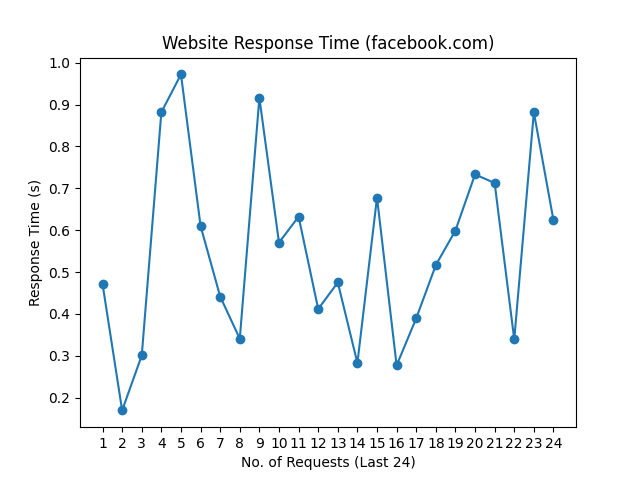 Website Response Time (facebook.com)
1.0
0.9
0.8
0.7
0.6
0.5
0.4
0.3
0.2
Response Time (s)
1 2 3 4 5 6 7 8 9 10 11 12 13 14 15 16 17 18 19 20 21 22 23 24
No. of Requests (Last 24)